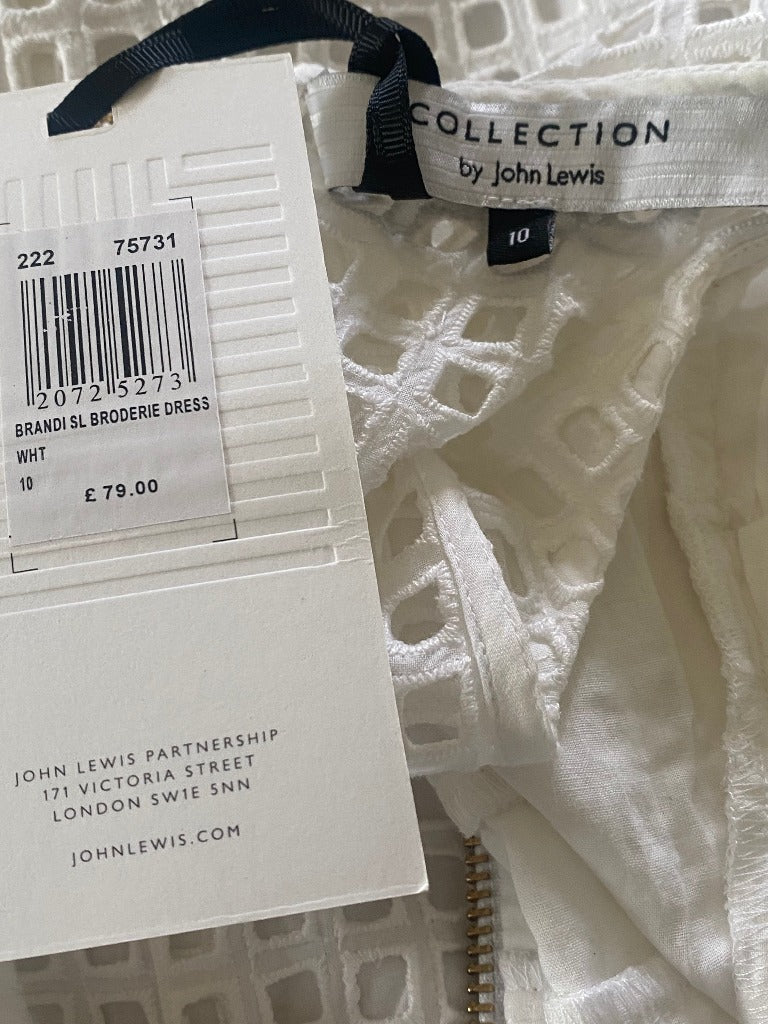 COLLECTION
by John Lewis
10
222 75731
2072 5273
BRANDI SL BRODERIE DRESS
WHT
10
£ 79.00
JOHN LEWIS PARTNERSHIP
171 VICTORIA STREET
LONDON SW1E 5NN
JOHNLEWIS.COM